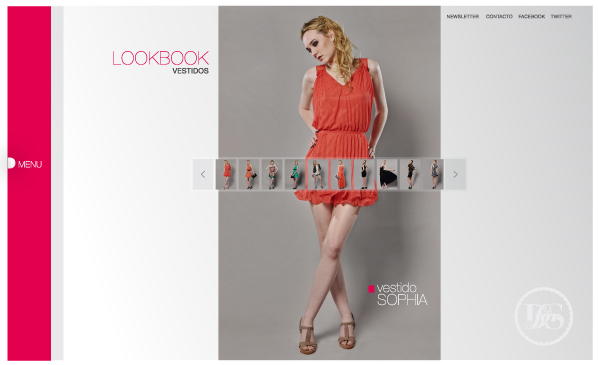 NEWSLETTER CONTACTO FACEBOOK TWITTER
LOOKBOOK
VESTIDOS
MENU
vestido
SOPHIA